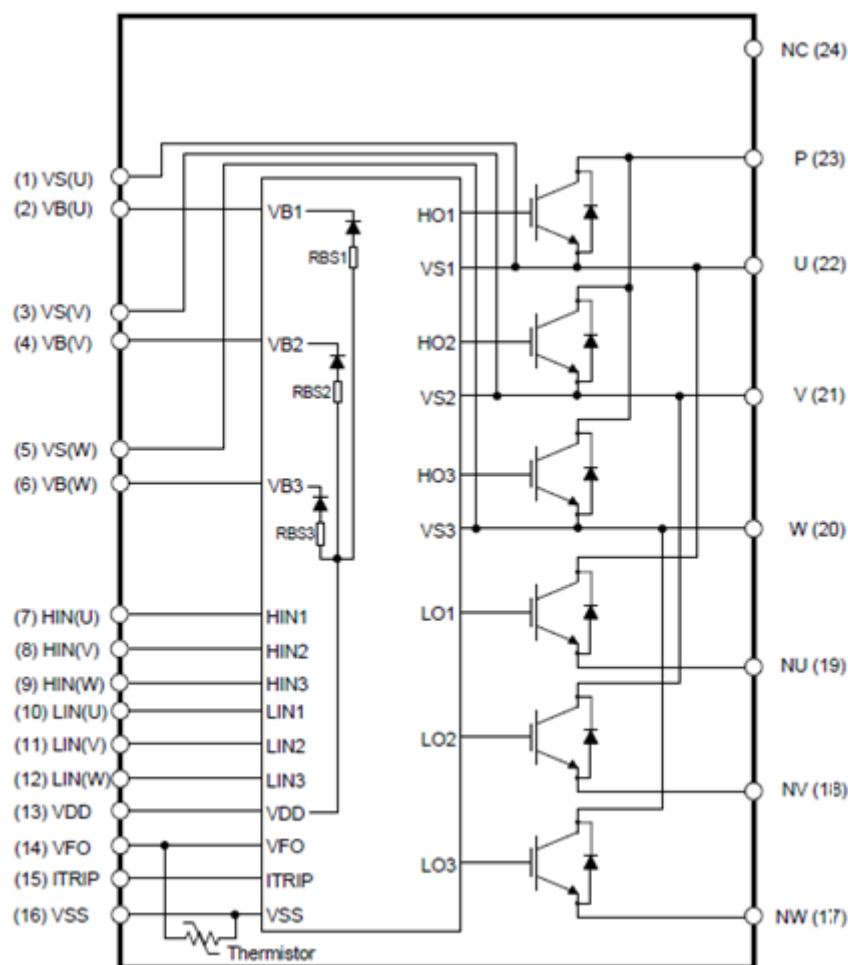 NC (24)
P (23)
(1) VS(U)
(2) VB(U)
VB1
HO1
RBS1
VS1
U (22)
(3) VS(V)
(4) VB(V)
VB2
HO2
RBS2
VS2
V (21)
(5) VS(W)
(6) VB(W)
VB3
HO3
RBS3
VS3
W (20)
(7) HIN(U)
HIN1
LO1
(8) HIN(V)
HIN2
(9) HIN(W)
HIN3
NU (19)
(10) LIN(U)
LIN1
(11) LIN(V)
LIN2
LO2
(12) LIN(W)
LIN3
NV (18)
(13) VDD
VDD
(14) VFO
VFO
LO3
(15) ITRIP
ITRIP
(16) VSS
VSS
NW (17)
Thermistor